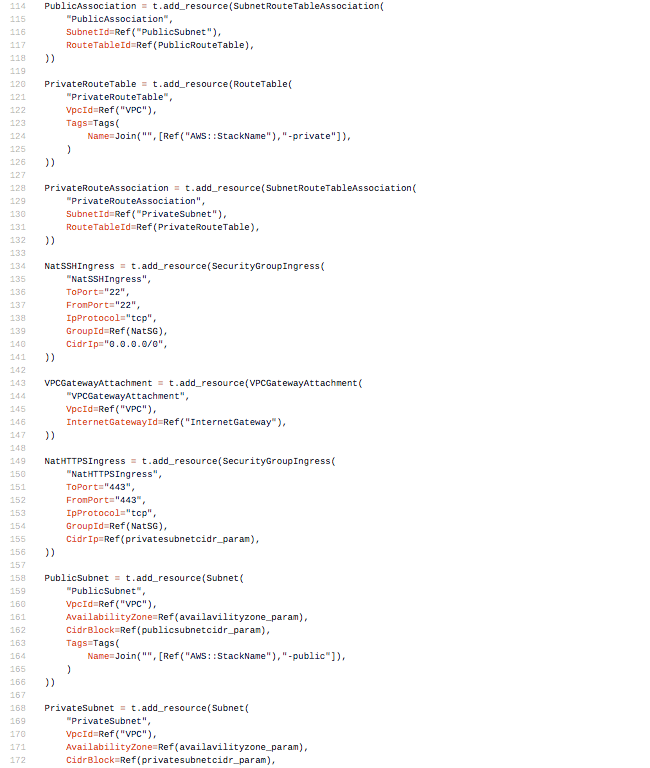 114 PublicAssociation = t.add_resource(SubnetRouteTableAssociation(
115     "PublicAssociation",
116     SubnetId=Ref("PublicSubnet"),
117     RouteTableId=Ref(PublicRouteTable),
118 ))
119
120 PrivateRouteTable = t.add_resource(RouteTable(
121     "PrivateRouteTable",
122     VpcId=Ref("VPC"),
123     Tags=Tags(
124         Name=Join("",[Ref("AWS::StackName"),"-private"]),
125     )
126 ))
127
128 PrivateRouteAssociation = t.add_resource(SubnetRouteTableAssociation(
129     "PrivateRouteAssociation",
130     SubnetId=Ref("PrivateSubnet"),
131     RouteTableId=Ref(PrivateRouteTable),
132 ))
133
134 NatSSHIngress = t.add_resource(SecurityGroupIngress(
135     "NatSSHIngress",
136     ToPort="22",
137     FromPort="22",
138     IpProtocol="tcp",
139     GroupId=Ref(NatSG),
140     CidrIp="0.0.0.0/0",
141 ))
142
143 VPCGatewayAttachment = t.add_resource(VPCGatewayAttachment(
144     "VPCGatewayAttachment",
145     VpcId=Ref("VPC"),
146     InternetGatewayId=Ref("InternetGateway"),
147 ))
148
149 NatHTTPSIngress = t.add_resource(SecurityGroupIngress(
150     "NatHTTPSIngress",
151     ToPort="443",
152     FromPort="443",
153     IpProtocol="tcp",
154     GroupId=Ref(NatSG),
155     CidrIp=Ref(privatesubnetcidr_param),
156 ))
157
158 PublicSubnet = t.add_resource(Subnet(
159     "PublicSubnet",
160     VpcId=Ref("VPC"),
161     AvailabilityZone=Ref(availavilityzone_param),
162     CidrBlock=Ref(publicsubnetcidr_param),
163     Tags=Tags(
164         Name=Join("",[Ref("AWS::StackName"),"-public"]),
165     )
166 ))
167
168 PrivateSubnet = t.add_resource(Subnet(
169     "PrivateSubnet",
170     VpcId=Ref("VPC"),
171     AvailabilityZone=Ref(availavilityzone_param),
172     CidrBlock=Ref(privatesubnetcidr_param),